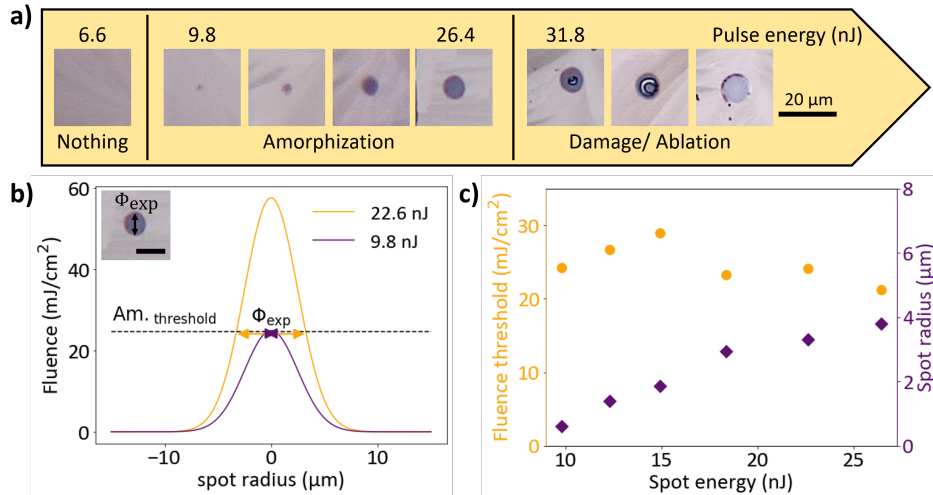 a)
6.6 9.8 26.4 31.8 Pulse energy (nJ)
20 μm
Nothing Amorphization Damage/ Ablation
b)
60
40
20
0
Fluence (mJ/cm²)
Φexp
22.6 nJ
9.8 nJ
Am. threshold
Φexp
−10 0 10
spot radius (μm)
c)
30
20
10
0
Fluence threshold (mJ/cm²)
8
6
4
2
0
Spot radius (μm)
10 15 20 25
Spot energy (nJ)